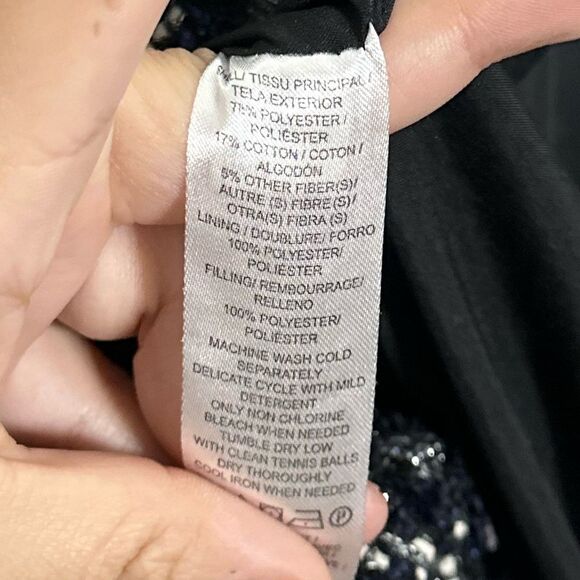 TISSU PRINCIPAL /
TELA EXTERIOR
78% POLYESTER /
POLIÉSTER
17% COTTON / COTON /
ALGODÓN
5% OTHER FIBER(S)/
AUTRE (S) FIBRE(S)/
OTRA(S) FIBRA (S)
LINING / DOUBLURE/ FORRO
100% POLYESTER/
POLIÉSTER
FILLING/ REMBOURRAGE/
RELLENO
100% POLYESTER/
POLIÉSTER
MACHINE WASH COLD
SEPARATELY
DELICATE CYCLE WITH MILD
DETERGENT
ONLY NON CHLORINE
BLEACH WHEN NEEDED
TUMBLE DRY LOW
WITH CLEAN TENNIS BALLS
DRY THOROUGHLY
COOL IRON WHEN NEEDED